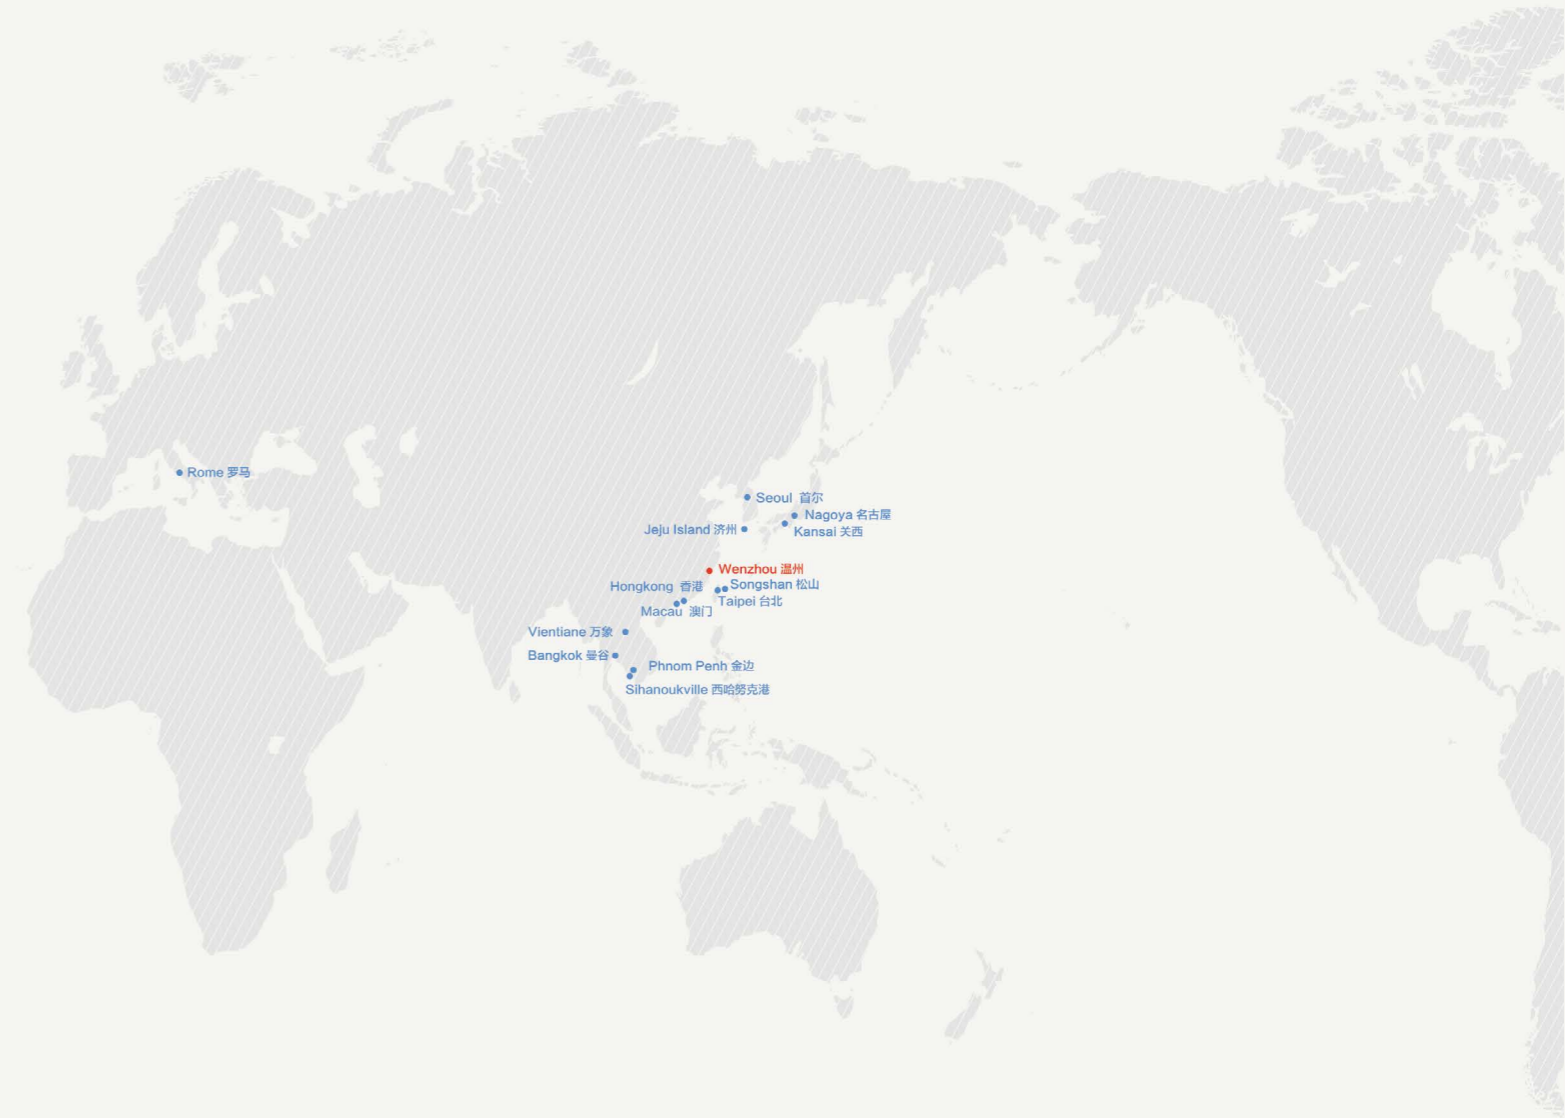 Rome 罗马
Seoul 首尔
Nagoya 名古屋
Jeju Island 济州
Kansai 关西
Wenzhou 温州
Hongkong 香港
Songshan 松山
Taipei 台北
Macau 澳门
Vientiane 万象
Bangkok 曼谷
Phnom Penh 金边
Sihanoukville 西哈努克港